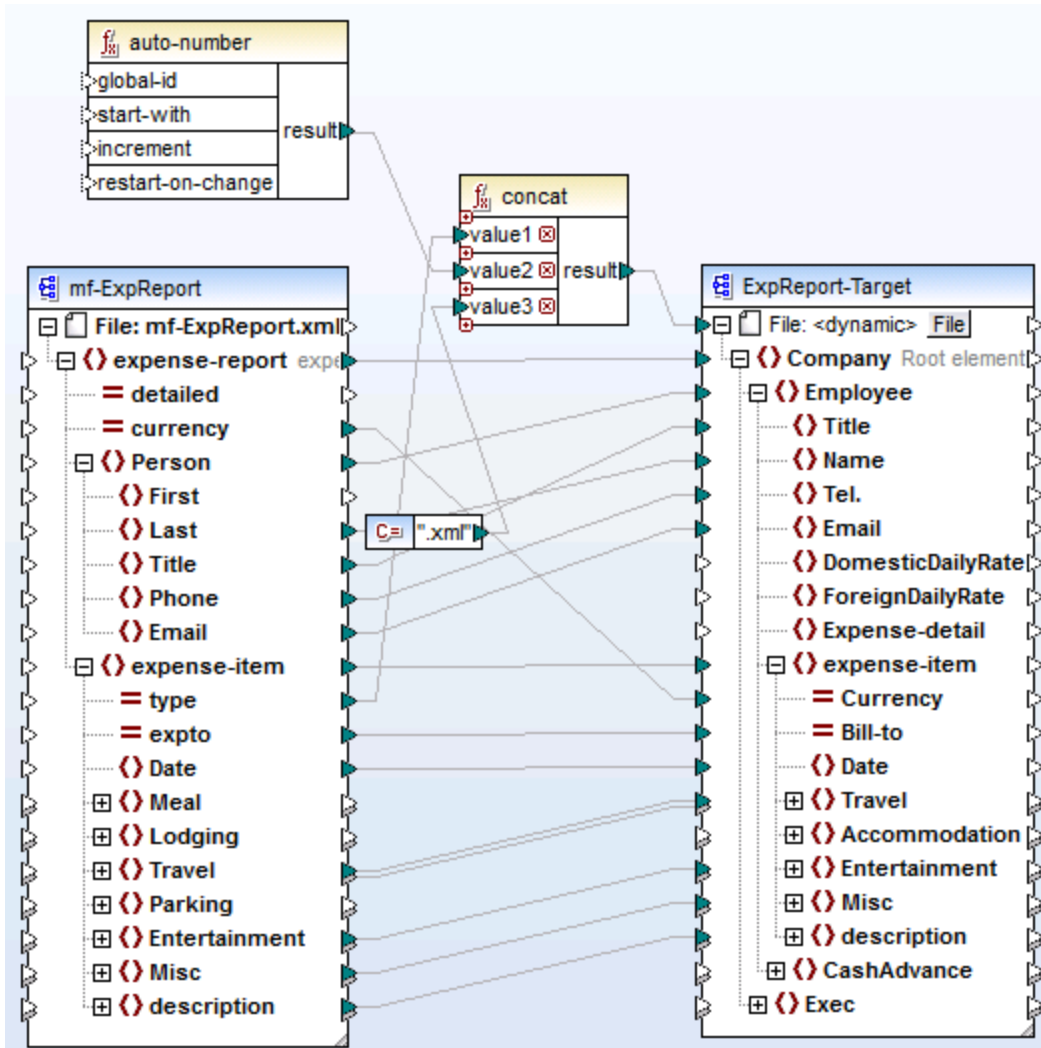 auto-number
global-id
start-with
increment
restart-on-change
result
concat
value1
value2
value3
result
mf-ExpReport
File: mf-ExpReport.xml
expense-report expe
detailed
currency
Person
First
Last
Title
Phone
Email
expense-item
type
expto
Date
Meal
Lodging
Travel
Parking
Entertainment
Misc
description
C= ".xml"
ExpReport-Target
File: <dynamic> File
Company Root element
Employee
Title
Name
Tel.
Email
DomesticDailyRate
ForeignDailyRate
Expense-detail
expense-item
Currency
Bill-to
Date
Travel
Accommodation
Entertainment
Misc
description
CashAdvance
Exec